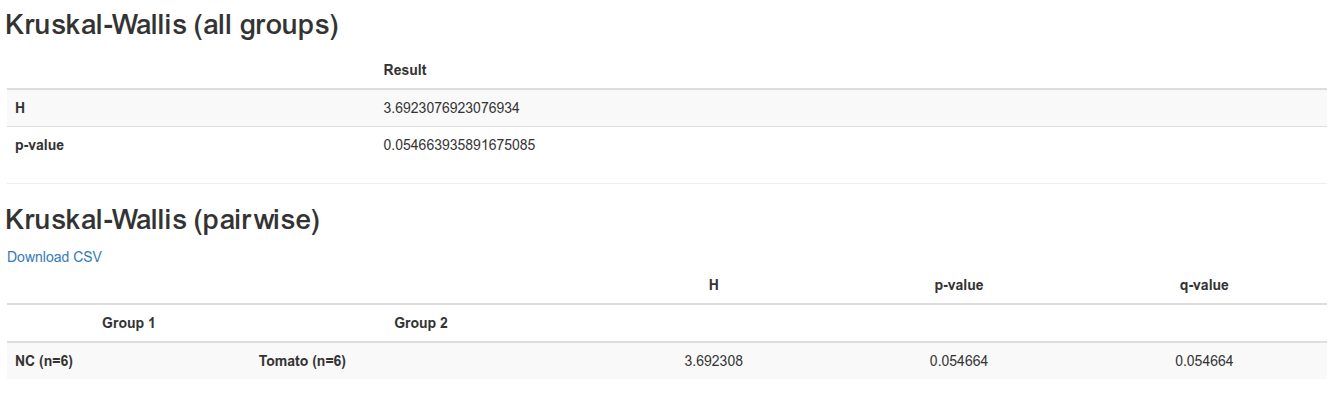 Kruskal-Wallis (all groups)
Result
H 3.6923076923076934
p-value 0.054663935891675085
Kruskal-Wallis (pairwise)
Download CSV
H p-value q-value
Group 1 Group 2
NC (n=6) Tomato (n=6) 3.692308 0.054664 0.054664